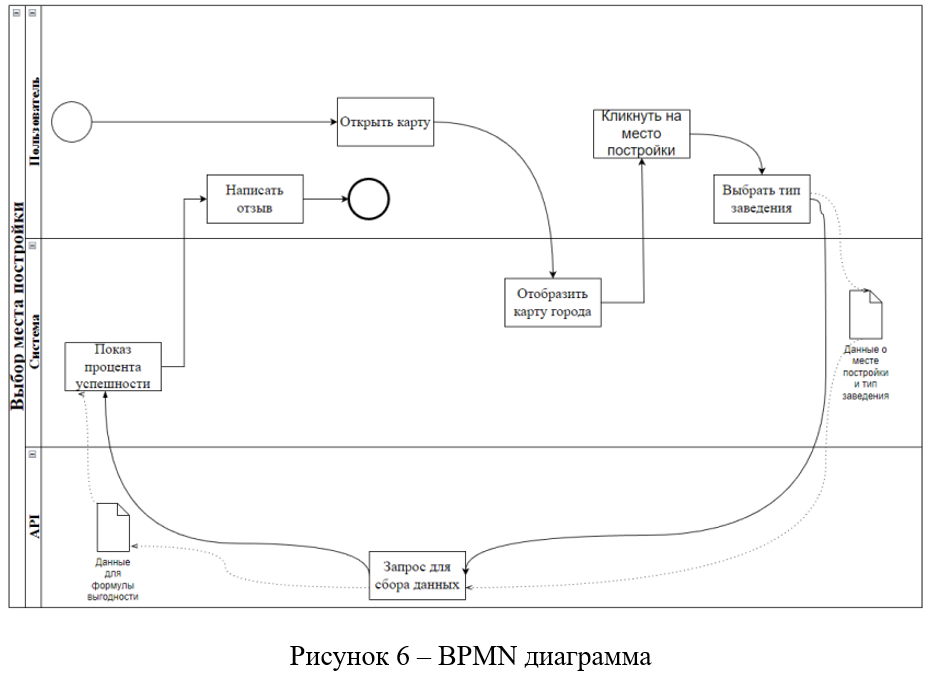 Выбор места постройки
Пользователь
Открыть карту
Кликнуть на
место
постройки
Написать
отзыв
Выбрать тип
заведения
Система
Отобразить
карту города
Показ
процента
успешности
Данные о
месте
постройки
и тип
заведения
API
Данные
для
формулы
выгодности
Запрос для
сбора данных
Рисунок 6 – BPMN диаграмма